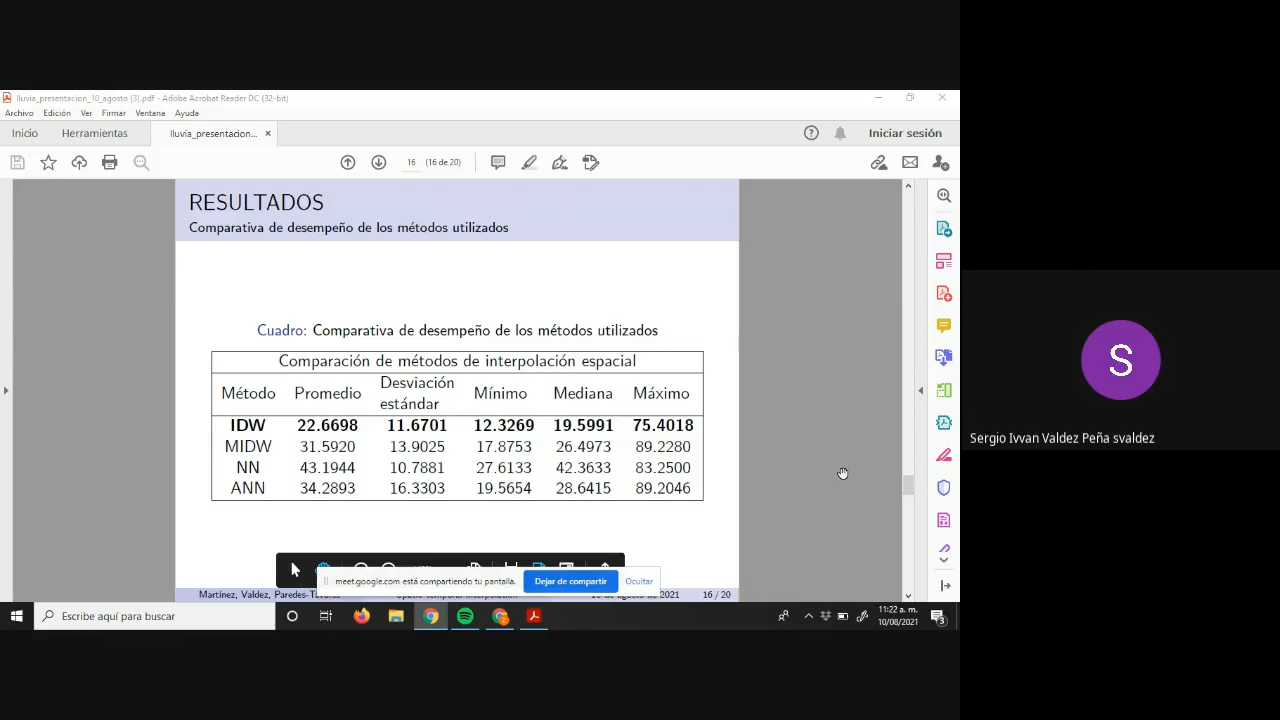 lluvia_presentacion_10_agosto (3).pdf - Adobe Acrobat Reader DC (32-bit)
Archivo Edición Ver Firmar Ventana Ayuda
Inicio Herramientas lluvia_presentacion... × Iniciar sesión
16 (16 de 20)
RESULTADOS
Comparativa de desempeño de los métodos utilizados
Cuadro: Comparativa de desempeño de los métodos utilizados
Comparación de métodos de interpolación espacial
Método Promedio Desviación estándar Mínimo Mediana Máximo
IDW 22.6698 11.6701 12.3269 19.5991 75.4018
MIDW 31.5920 13.9025 17.8753 26.4973 89.2280
NN 43.1944 10.7881 27.6133 42.3633 83.2500
ANN 34.2893 16.3303 19.5654 28.6415 89.2046
meet.google.com está compartiendo tu pantalla. Dejar de compartir Ocultar
Martínez, Valdez, Paredes-Tavares 10 de agosto de 2021 16 / 20
Escribe aquí para buscar
11:22 a. m.
10/08/2021
3
S
Sergio Ivvan Valdez Peña svaldez